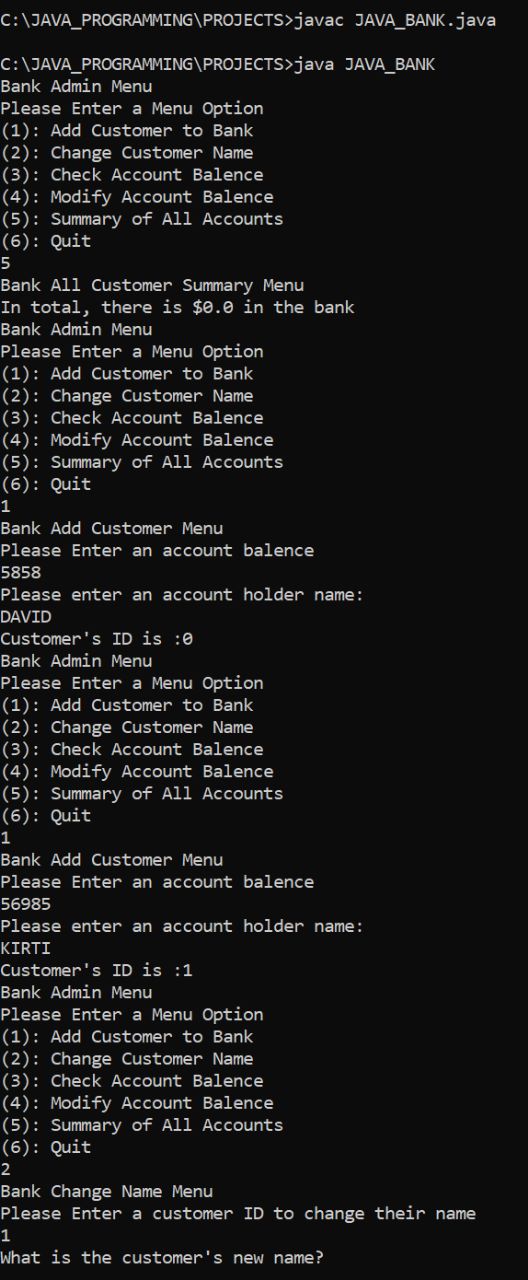 C:\JAVA_PROGRAMMING\PROJECTS>javac JAVA_BANK.java
C:\JAVA_PROGRAMMING\PROJECTS>java JAVA_BANK
Bank Admin Menu
Please Enter a Menu Option
(1): Add Customer to Bank
(2): Change Customer Name
(3): Check Account Balence
(4): Modify Account Balence
(5): Summary of All Accounts
(6): Quit
5
Bank All Customer Summary Menu
In total, there is $0.0 in the bank
Bank Admin Menu
Please Enter a Menu Option
(1): Add Customer to Bank
(2): Change Customer Name
(3): Check Account Balence
(4): Modify Account Balence
(5): Summary of All Accounts
(6): Quit
1
Bank Add Customer Menu
Please Enter an account balence
5858
Please enter an account holder name:
DAVID
Customer's ID is :0
Bank Admin Menu
Please Enter a Menu Option
(1): Add Customer to Bank
(2): Change Customer Name
(3): Check Account Balence
(4): Modify Account Balence
(5): Summary of All Accounts
(6): Quit
1
Bank Add Customer Menu
Please Enter an account balence
56985
Please enter an account holder name:
KIRTI
Customer's ID is :1
Bank Admin Menu
Please Enter a Menu Option
(1): Add Customer to Bank
(2): Change Customer Name
(3): Check Account Balence
(4): Modify Account Balence
(5): Summary of All Accounts
(6): Quit
2
Bank Change Name Menu
Please Enter a customer ID to change their name
1
What is the customer's new name?